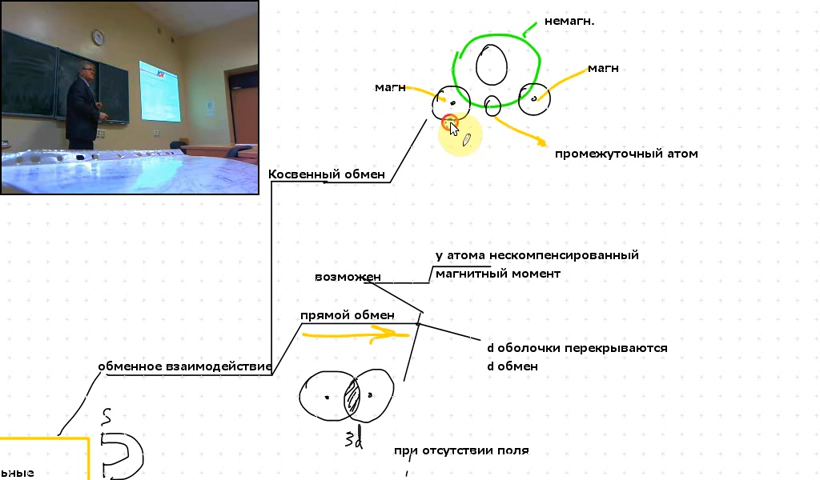 немагн.
магн
магн
промежуточный атом
Косвенный обмен
у атома нескомпенсированный
магнитный момент
возможен
прямой обмен
d оболочки перекрываются
d обмен
обменное взаимодействие
3d
S
при отсутствии поля
ьные